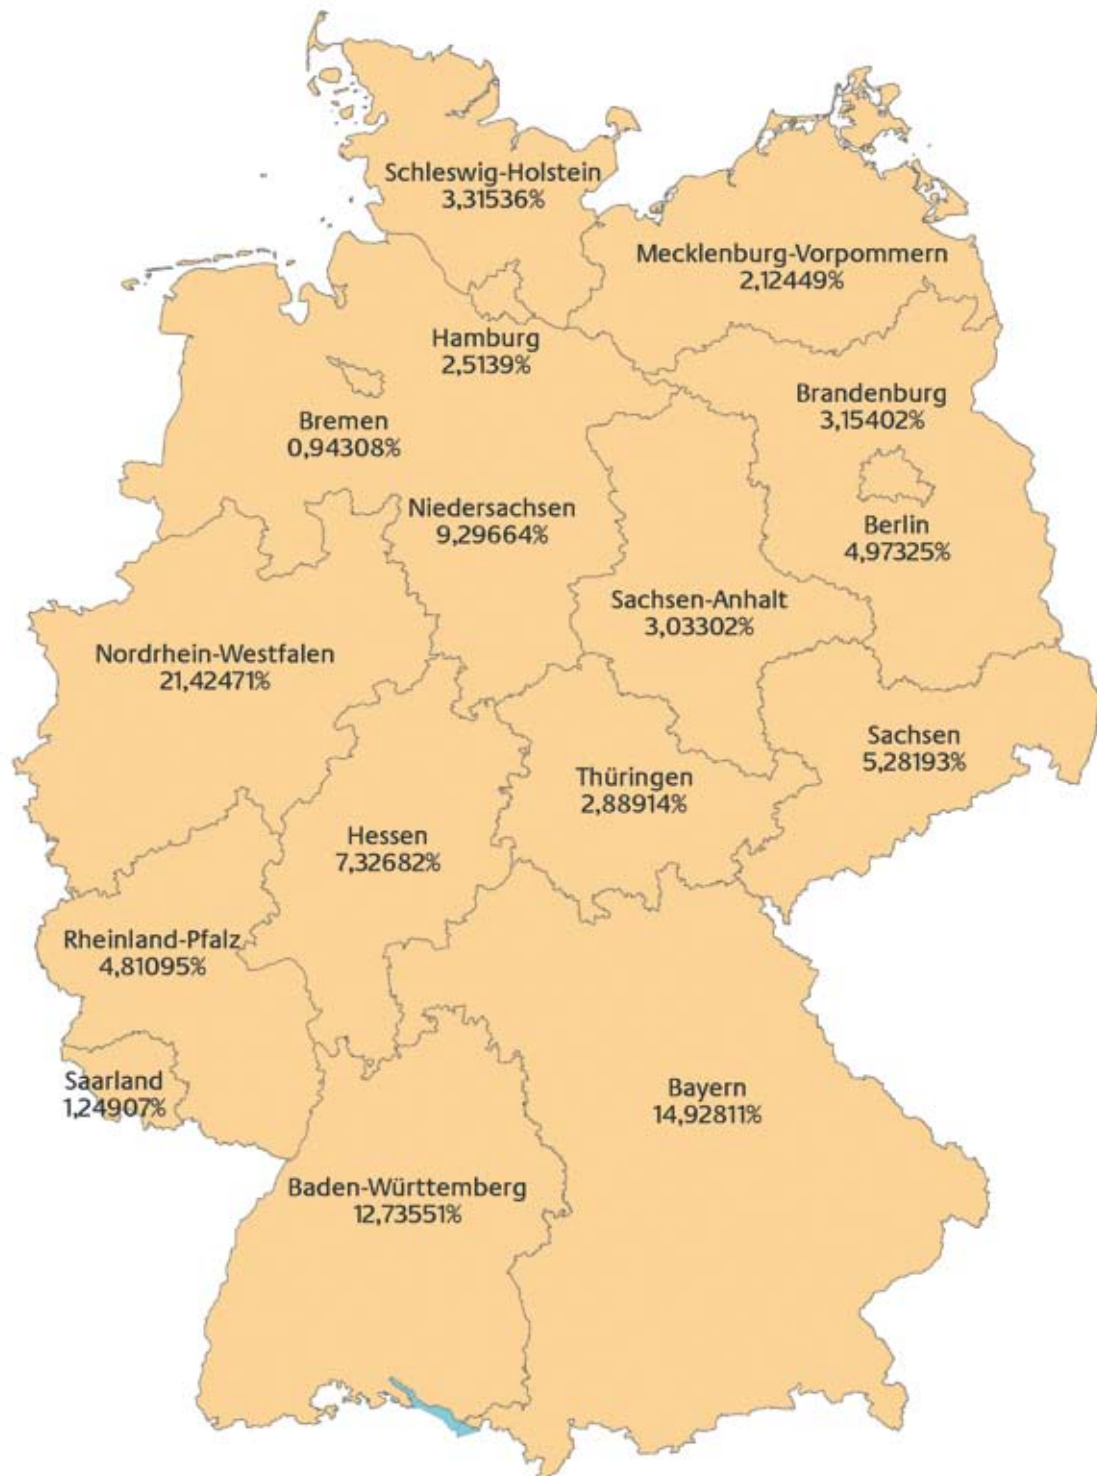 Schleswig-Holstein
3,31536%
Mecklenburg-Vorpommern
2,12449%
Hamburg
2,5139%
Brandenburg
3,15402%
Bremen
0,94308%
Niedersachsen
9,29664%
Berlin
4,97325%
Sachsen-Anhalt
3,03302%
Nordrhein-Westfalen
21,42471%
Sachsen
5,28193%
Thüringen
2,88914%
Hessen
7,32682%
Rheinland-Pfalz
4,81095%
Saarland
1,24907%
Bayern
14,92811%
Baden-Württemberg
12,73551%